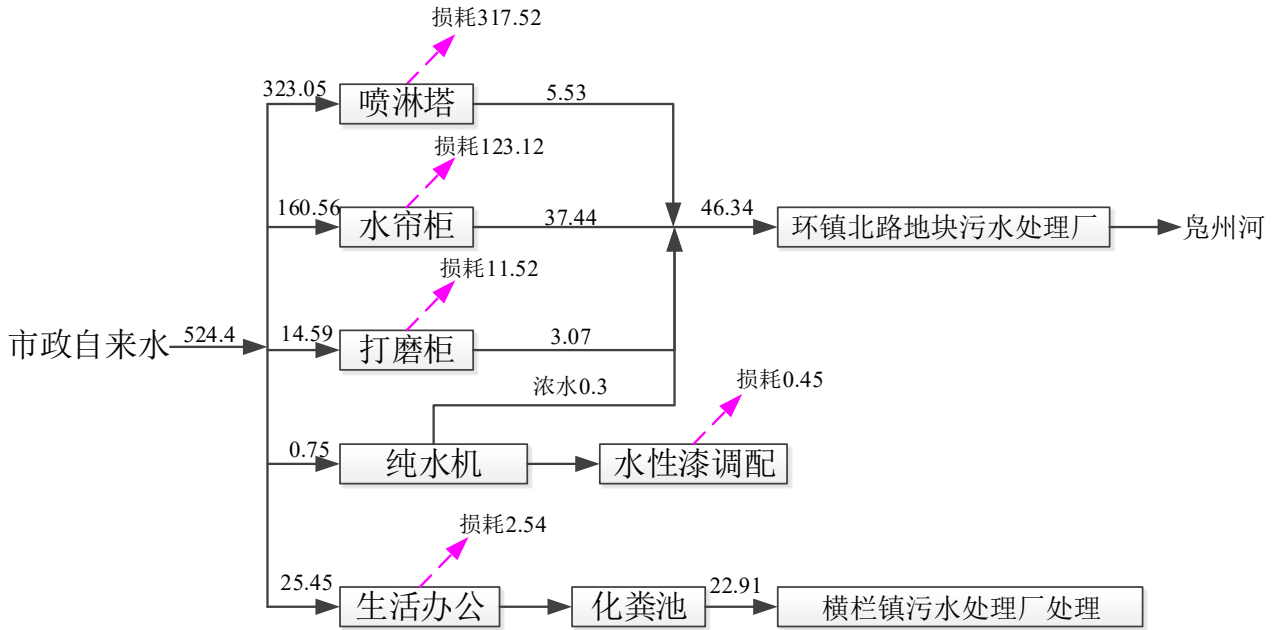 损耗317.52
323.05
喷淋塔
5.53
损耗123.12
160.56
水帘柜
37.44
46.34
环镇北路地块污水处理厂
凫州河
损耗11.52
市政自来水
524.4
14.59
打磨柜
3.07
浓水0.3
损耗0.45
0.75
纯水机
水性漆调配
损耗2.54
25.45
生活办公
化粪池
22.91
横栏镇污水处理厂处理